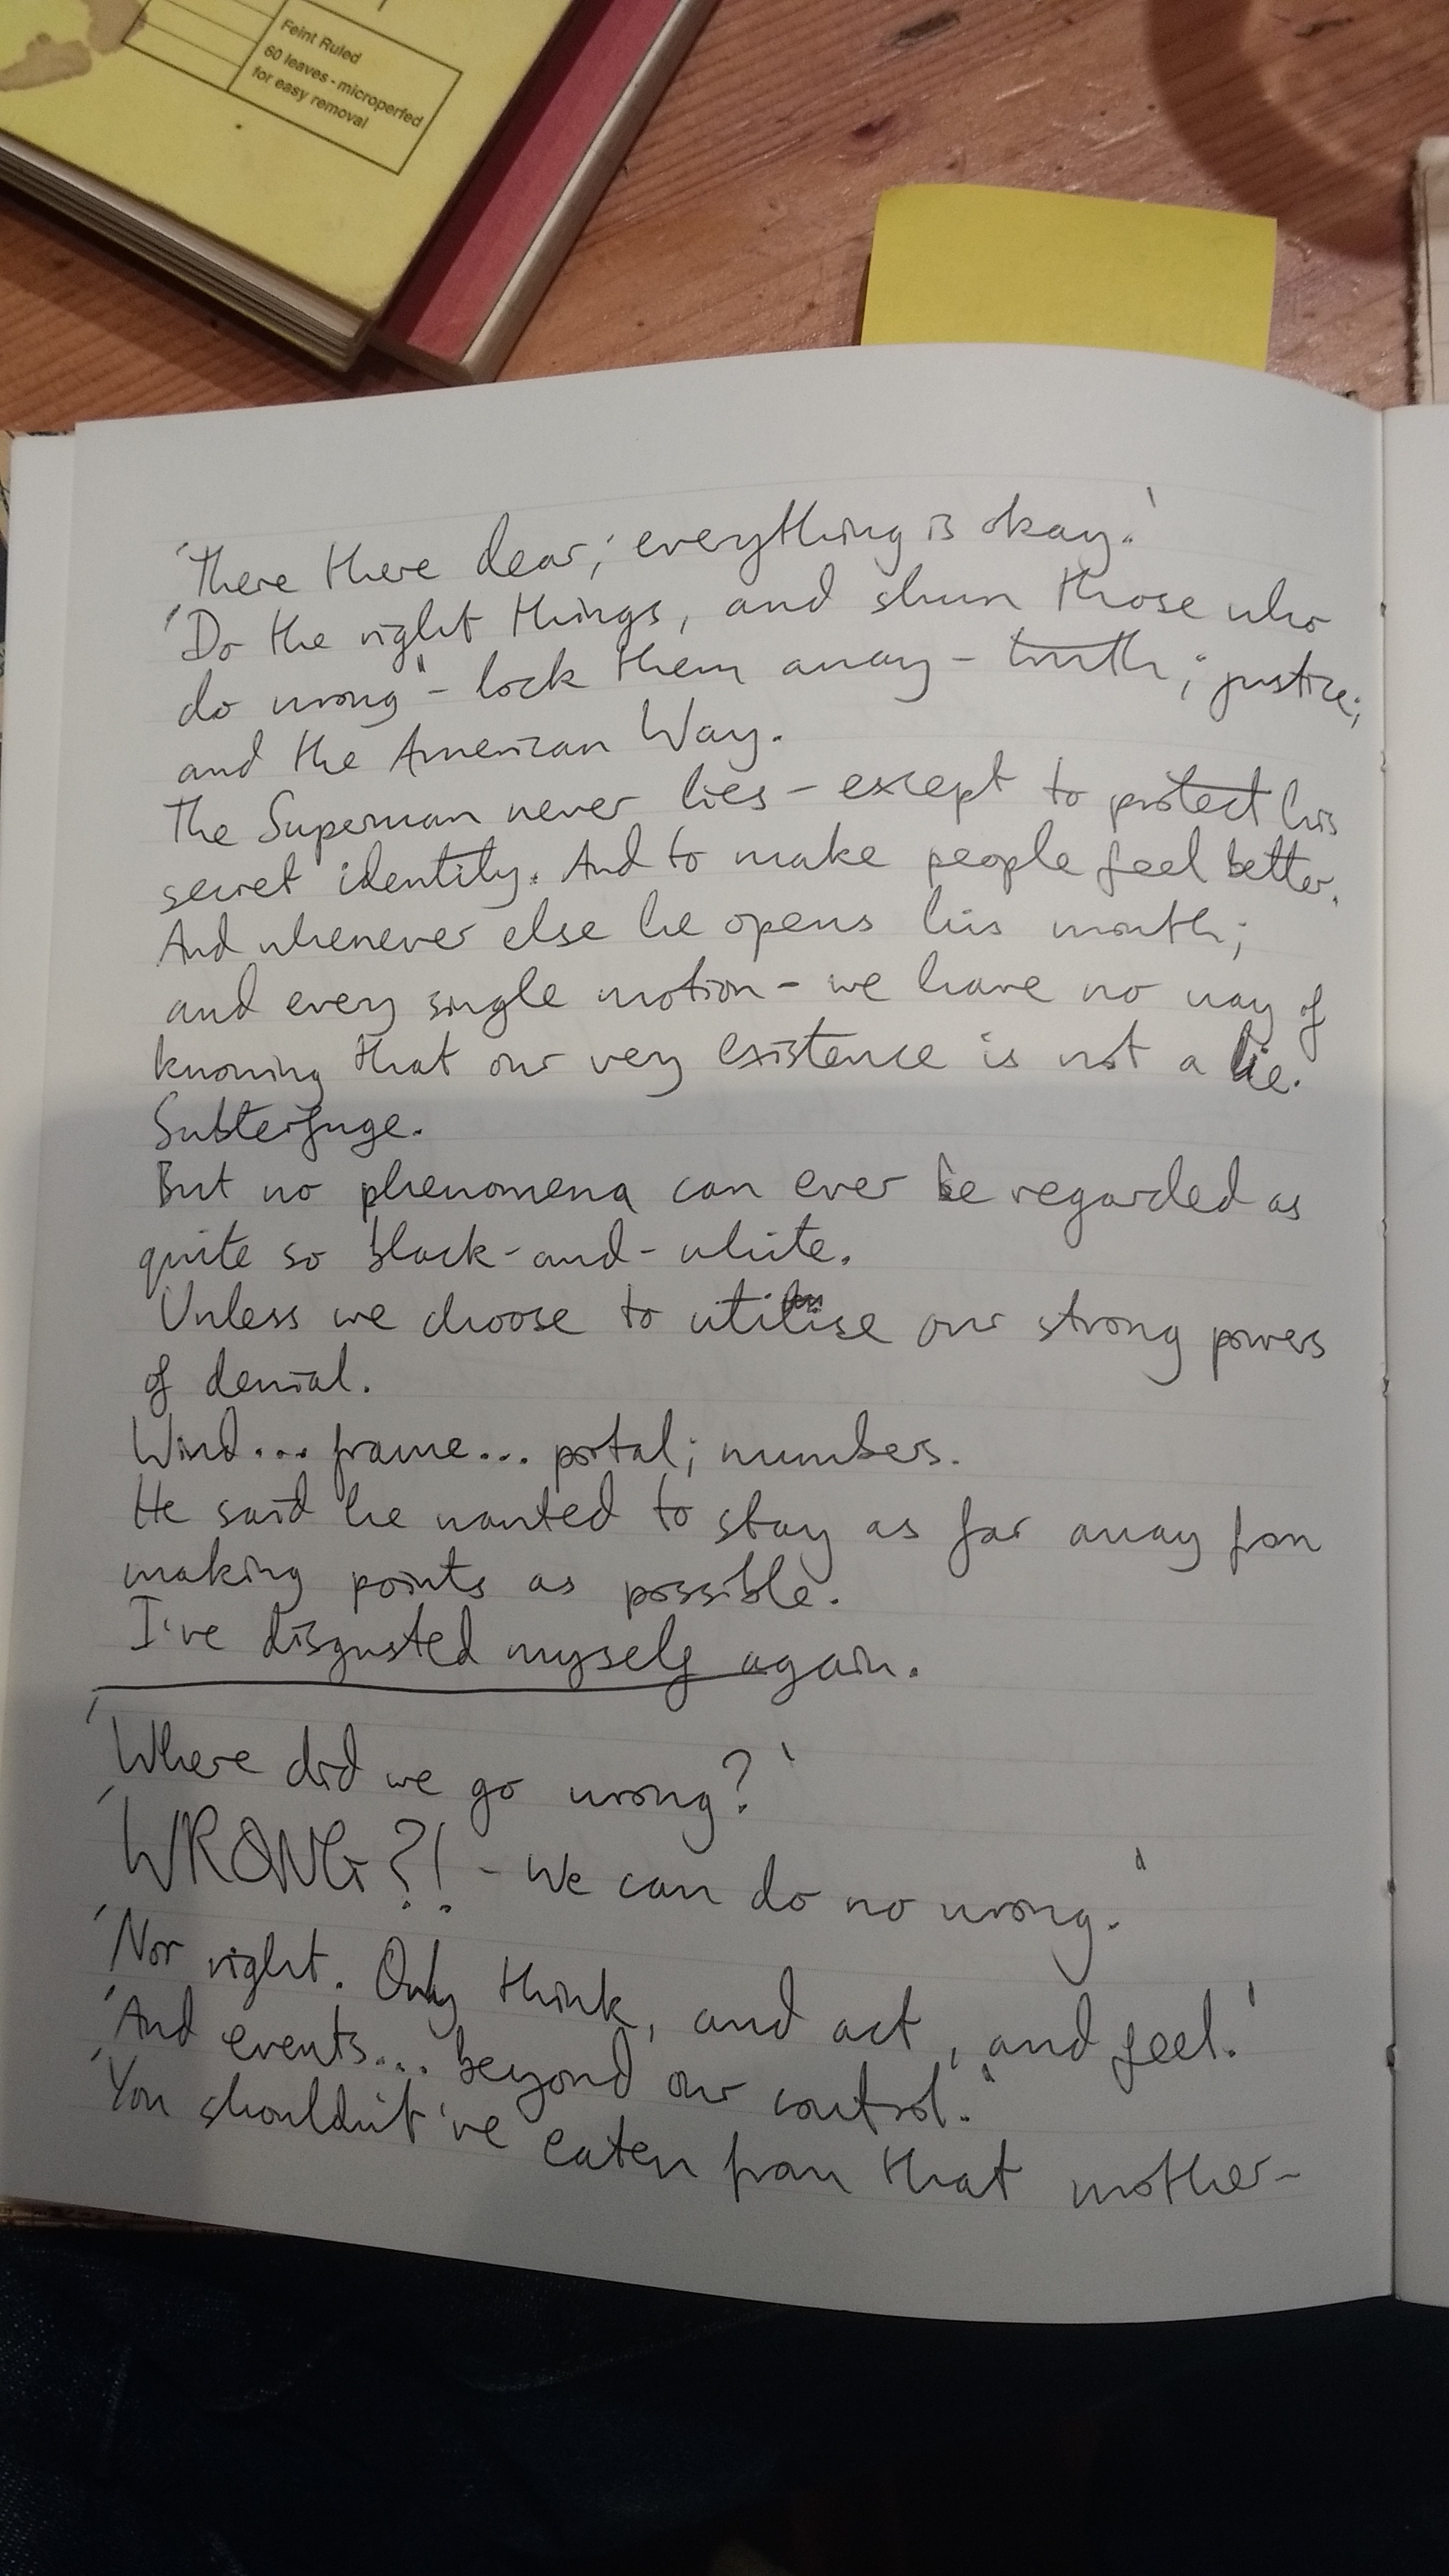 Feint Ruled
60 leaves - microperfed
for easy removal
'There there dear; everything is okay.'
'Do the right things, and shun those who
do wrong' - lock them away - truth; justice;
and the American Way.
The Superman never lies - except to protect his
secret identity. And to make people feel better.
And whenever else he opens his mouth;
and every single motion - we have no way of
knowing that our very existence is not a lie.
Subterfuge.
But no phenomena can ever be regarded as
quite so black-and-white.
Unless we choose to utilise our strong powers
of denial.
Wind... frame... portal; numbers.
He said he wanted to stay as far away from
making points as possible.
I've disgusted myself again.
'Where did we go wrong?'
'WRONG?! - We can do no wrong.'
'Nor right. Only think, and act, and feel.'
'And events... beyond our control.'
'You shouldn't've eaten from that mother-